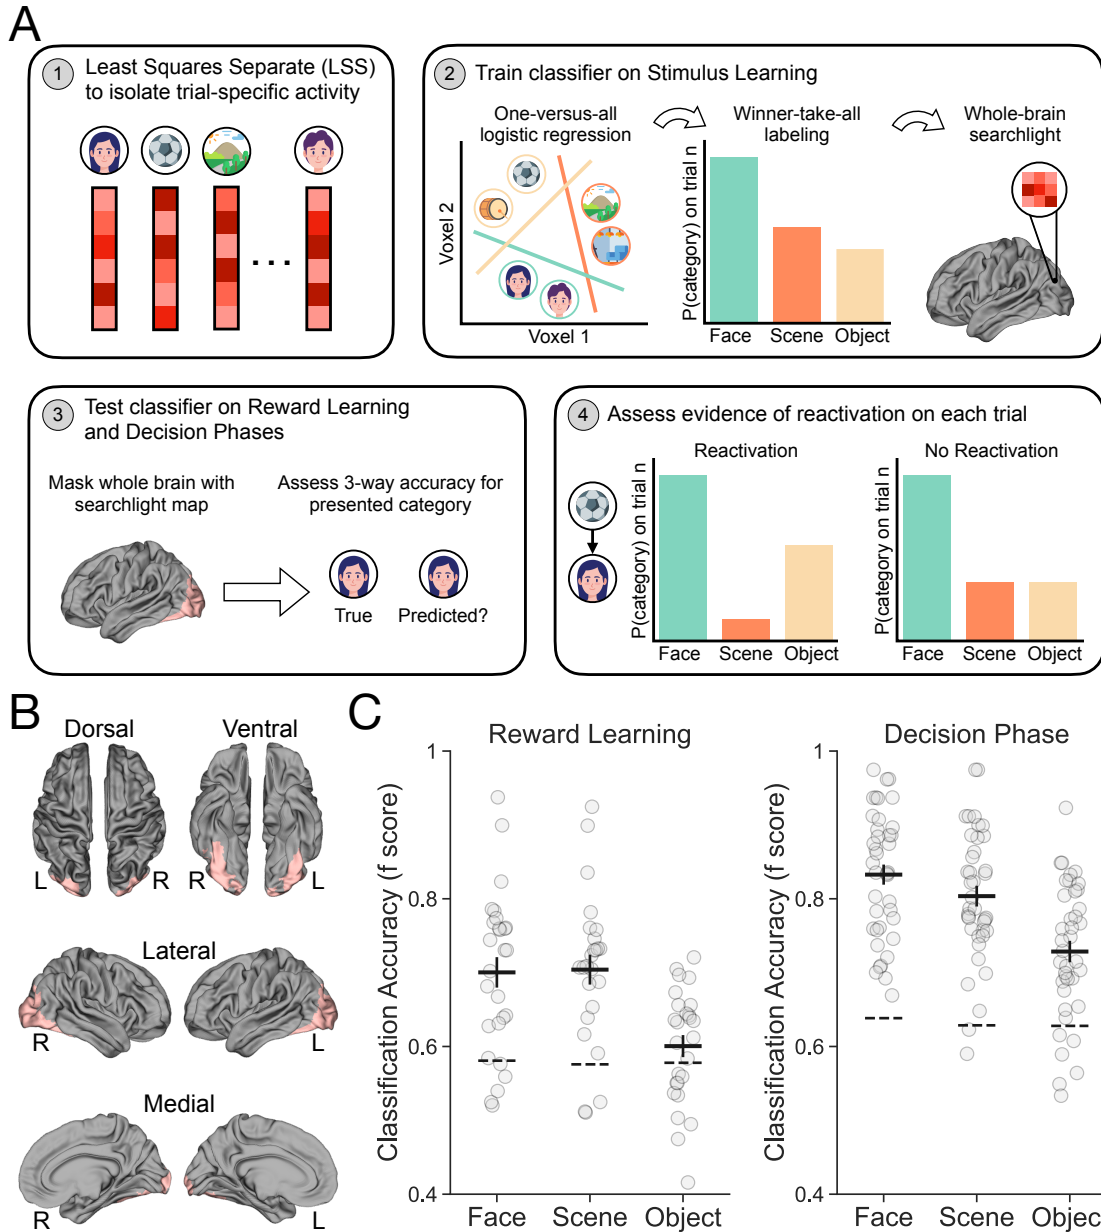 A
1
Least Squares Separate (LSS)
to isolate trial-specific activity
...
2
Train classifier on Stimulus Learning
One-versus-all
logistic regression
Voxel 2
Voxel 1
Winner-take-all
labeling
P(category) on trial n
Face Scene Object
Whole-brain
searchlight
3
Test classifier on Reward Learning
and Decision Phases
Mask whole brain with
searchlight map
Assess 3-way accuracy for
presented category
True Predicted?
4
Assess evidence of reactivation on each trial
Reactivation
P(category) on trial n
Face Scene Object
No Reactivation
P(category) on trial n
Face Scene Object
B
Dorsal
L R
Ventral
R L
Lateral
R L
Medial
R L
C
Reward Learning
Classification Accuracy (f score)
1
0.8
0.6
0.4
Face Scene Object
Decision Phase
Classification Accuracy (f score)
1
0.8
0.6
0.4
Face Scene Objec